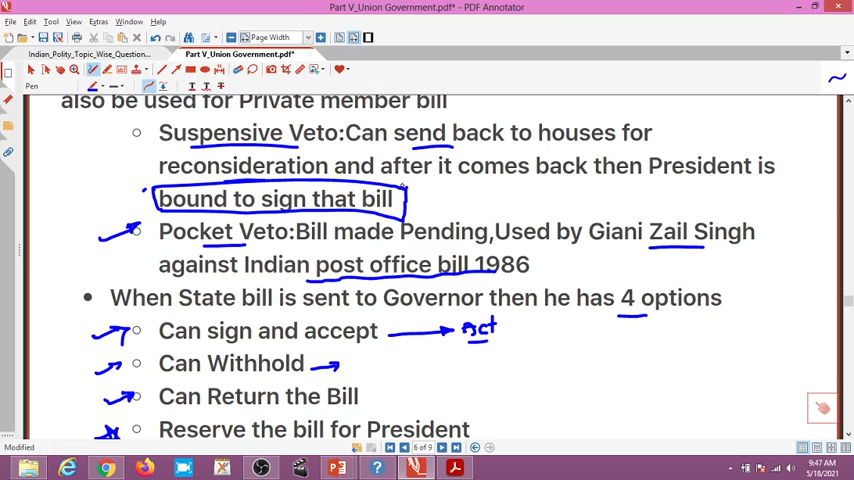 Part V_Union Government.pdf* - PDF Annotator
File Edit Tool View Extras Window Help
Page Width
Indian_Polity_Topic_Wise_Question... Part V_Union Government.pdf*
Pen
also be used for Private member bill
Suspensive Veto:Can send back to houses for
reconsideration and after it comes back then President is
bound to sign that bill
Pocket Veto:Bill made Pending,Used by Giani Zail Singh
against Indian post office bill 1986
When State bill is sent to Governor then he has 4 options
Can sign and accept Act
Can Withhold
Can Return the Bill
Reserve the bill for President
Modified 6 of 9
9:47 AM
5/18/2021